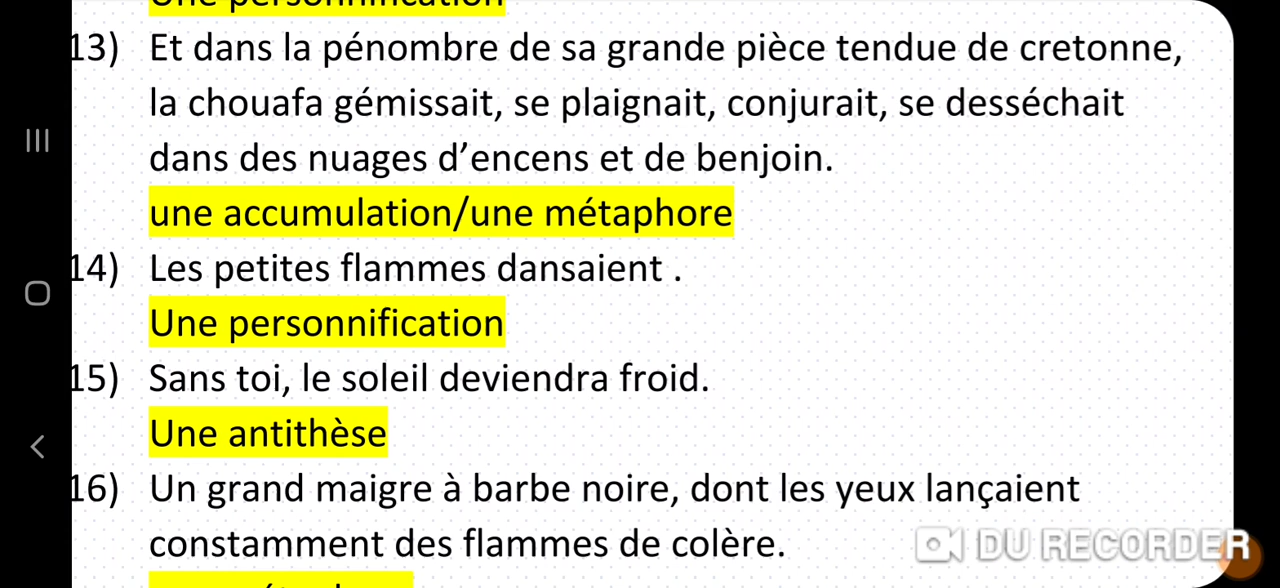 Une personnification
13) Et dans la pénombre de sa grande pièce tendue de cretonne,
la chouafa gémissait, se plaignait, conjurait, se desséchait
dans des nuages d’encens et de benjoin.
une accumulation/une métaphore
14) Les petites flammes dansaient .
Une personnification
15) Sans toi, le soleil deviendra froid.
Une antithèse
16) Un grand maigre à barbe noire, dont les yeux lançaient
constamment des flammes de colère.
DU RECORDER